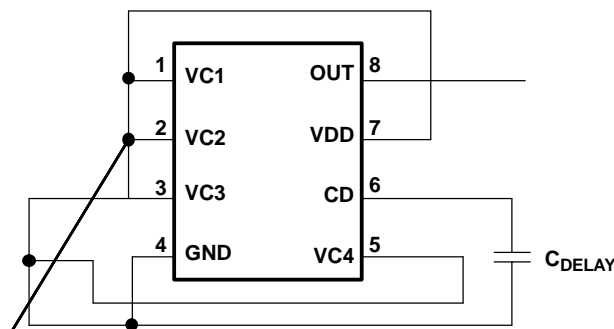 1 VC1 OUT 8
2 VC2 VDD 7
3 VC3 CD 6
4 GND VC4 5
CDELAY